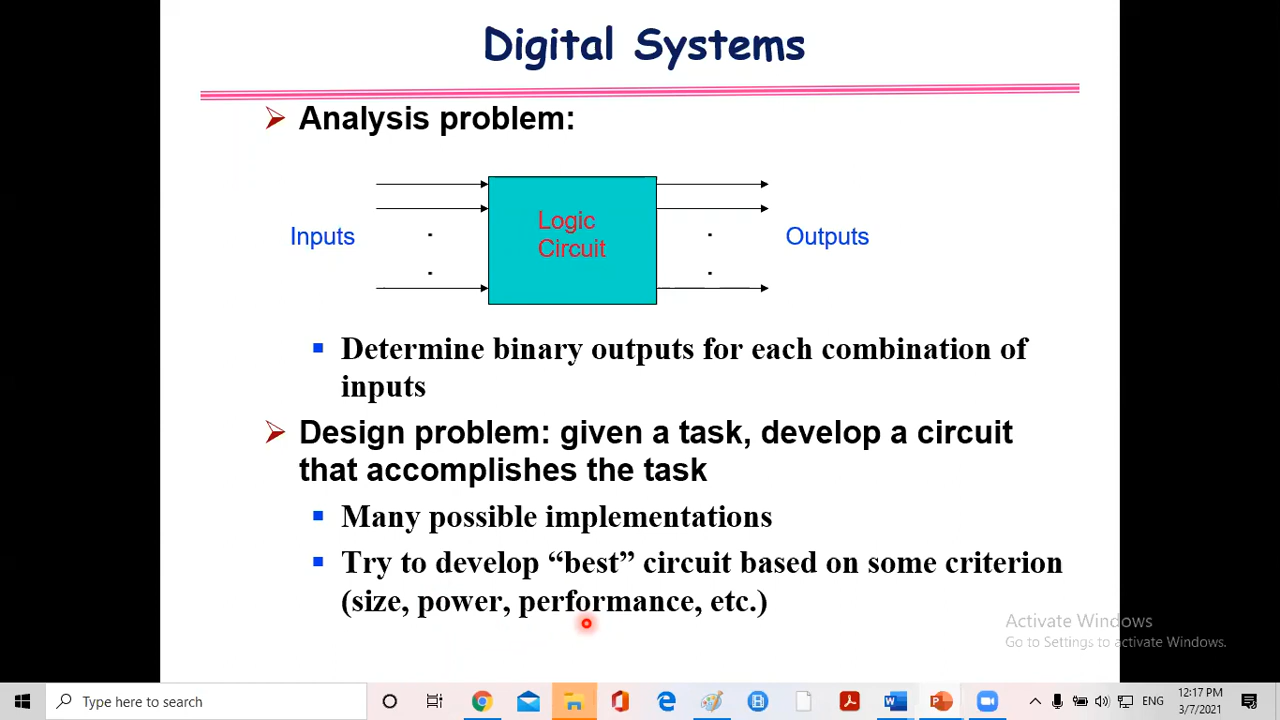 Digital Systems
Analysis problem:
Logic
Circuit
Inputs
Outputs
Determine binary outputs for each combination of
inputs
Design problem: given a task, develop a circuit
that accomplishes the task
Many possible implementations
Try to develop “best” circuit based on some criterion
(size, power, performance, etc.)
Activate Windows
Go to Settings to activate Windows.
Type here to search
ENG
12:17 PM
3/7/2021